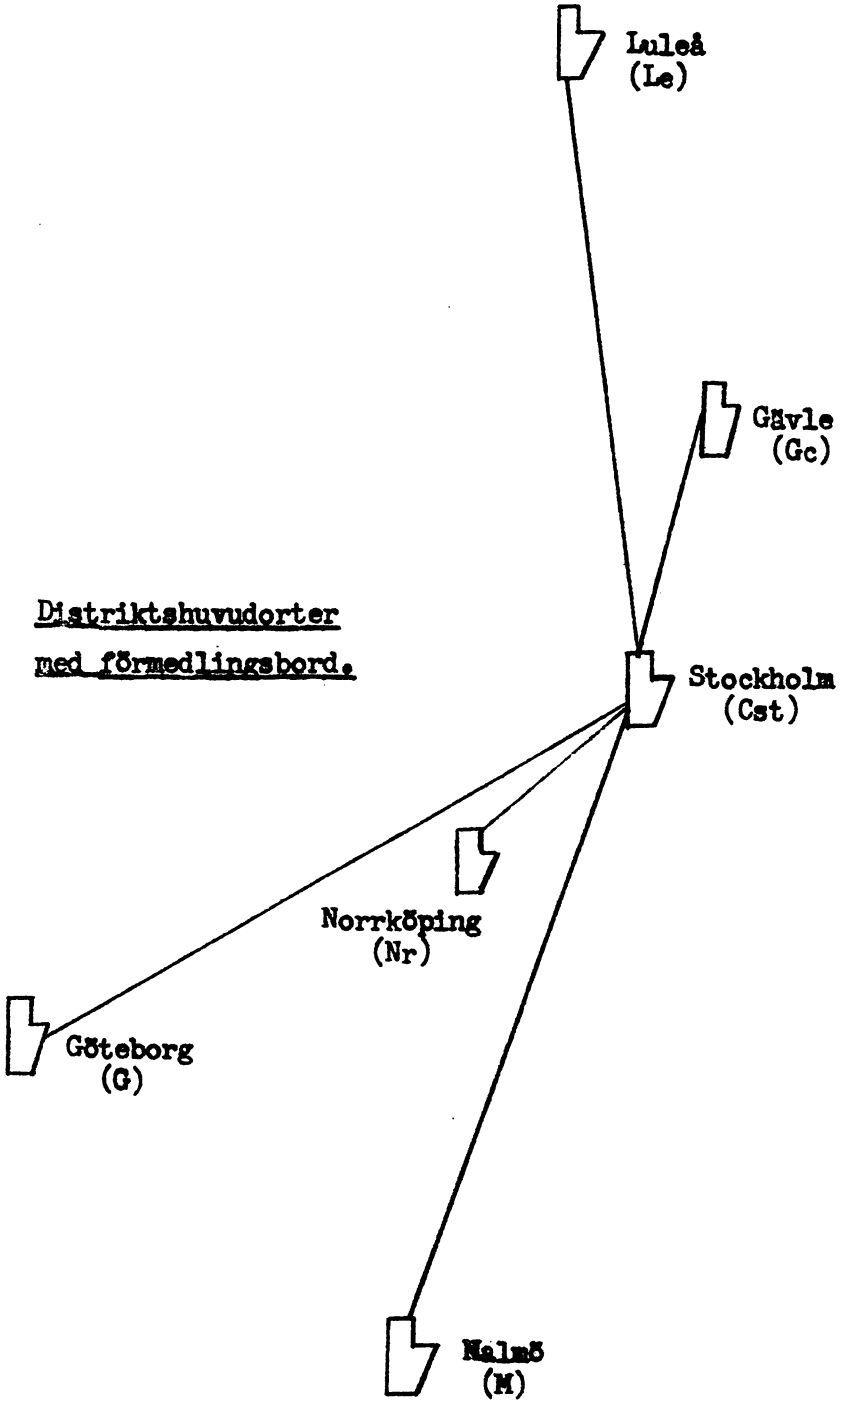 Luleå
(Le)
Gävle
(Gc)
Distriktshuvudorter
med förmedlingsbord.
Stockholm
(Cst)
Norrköping
(Nr)
Göteborg
(G)
Malmö
(M)